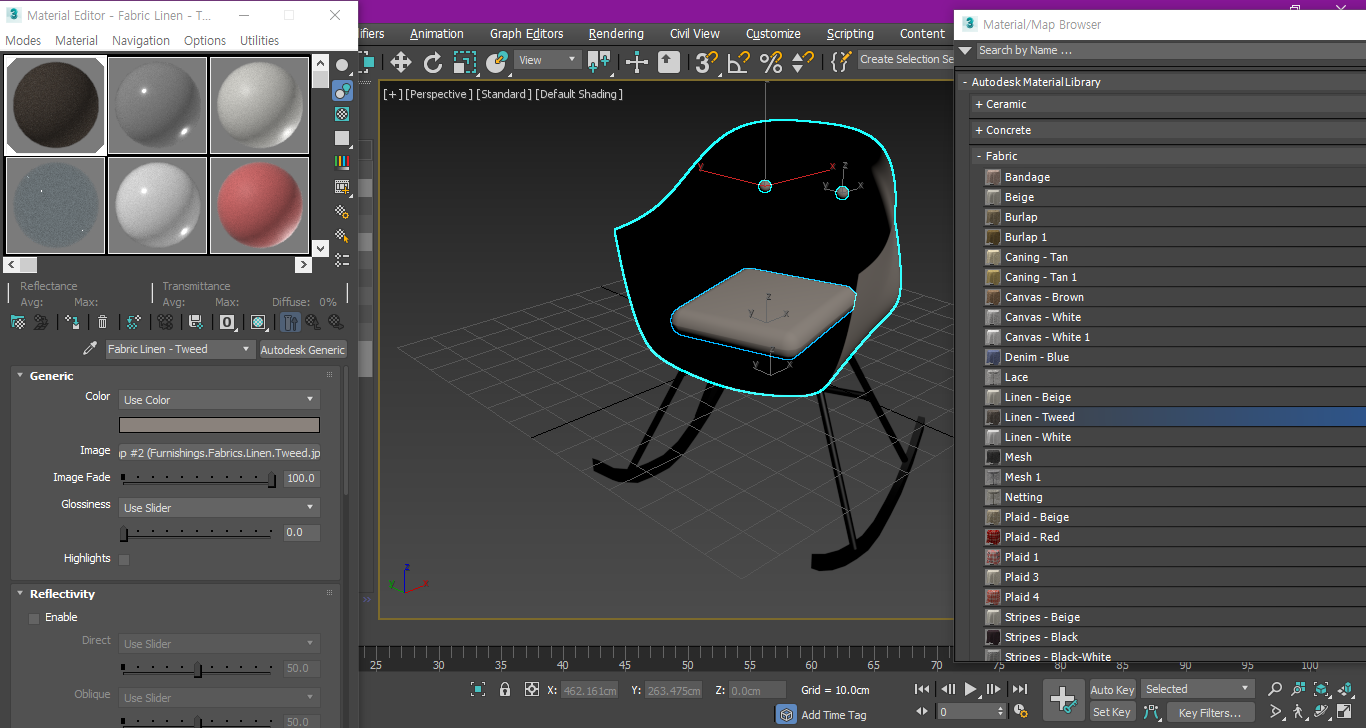 Material Editor - Fabric Linen - T...
Modes Material Navigation Options Utilities
Reflectance
Avg: Max:
Transmittance
Avg: Max: Diffuse: 0%
Fabric Linen - Tweed
Autodesk Generic
Generic
Color
Use Color
Image
p #2 (Furnishings.Fabrics.Linen.Tweed.jp
Image Fade
100.0
Glossiness
Use Slider
0.0
Highlights
Reflectivity
Enable
Direct
Use Slider
50.0
Oblique
Use Slider
50.0
ifiers Animation Graph Editors Rendering Civil View Customize Scripting Content
View
Create Selection Se
[+] [Perspective] [Standard] [Default Shading]
y x z y x
z y x
z y x
z y x
25 30 35 40 45 50 55 60 65 70 75 80 85 90 95 100
X: 462.161cm Y: 263.475cm Z: 0.0cm Grid = 10.0cm
Add Time Tag
0
Auto Key
Selected
Set Key
Key Filters...
Material/Map Browser
Search by Name ...
- Autodesk Material Library
+ Ceramic
+ Concrete
- Fabric
Bandage
Beige
Burlap
Burlap 1
Caning - Tan
Caning - Tan 1
Canvas - Brown
Canvas - White
Canvas - White 1
Denim - Blue
Lace
Linen - Beige
Linen - Tweed
Linen - White
Mesh
Mesh 1
Netting
Plaid - Beige
Plaid - Red
Plaid 1
Plaid 3
Plaid 4
Stripes - Beige
Stripes - Black
Stripes - Black-White